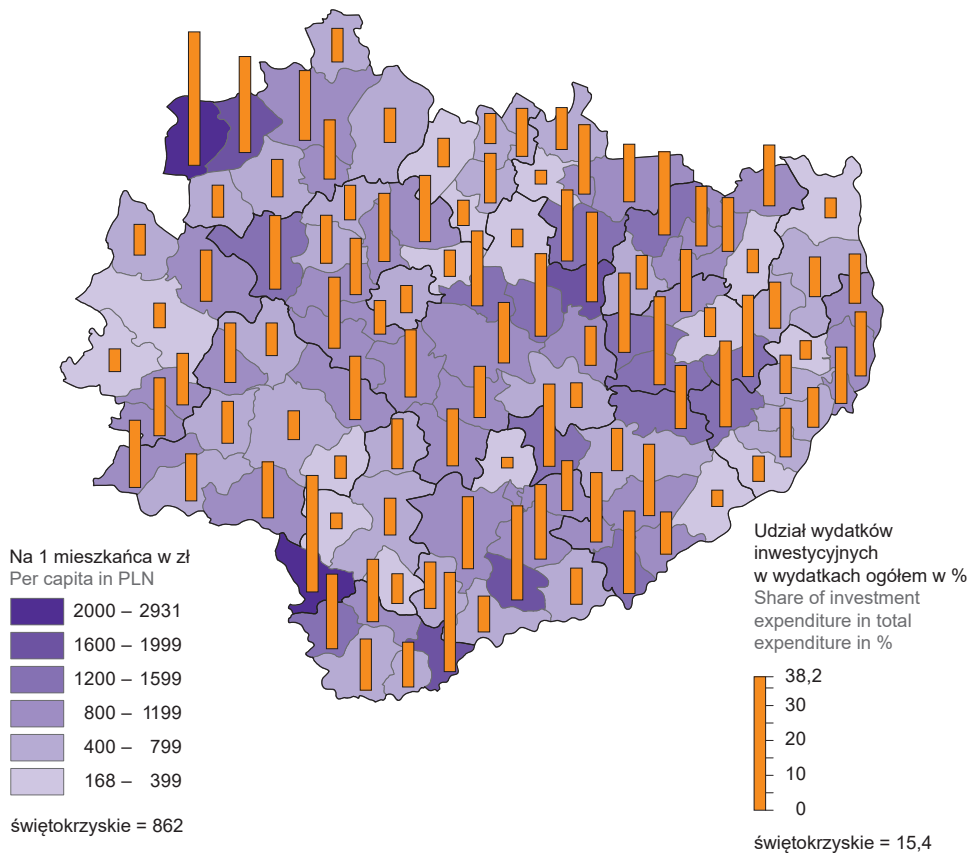 Na 1 mieszkańca w zł
Per capita in PLN
2000 – 2931
1600 – 1999
1200 – 1599
800 – 1199
400 – 799
168 – 399
świętokrzyskie = 862
Udział wydatków
inwestycyjnych
w wydatkach ogółem w %
Share of investment
expenditure in total
expenditure in %
38,2
30
20
10
0
świętokrzyskie = 15,4